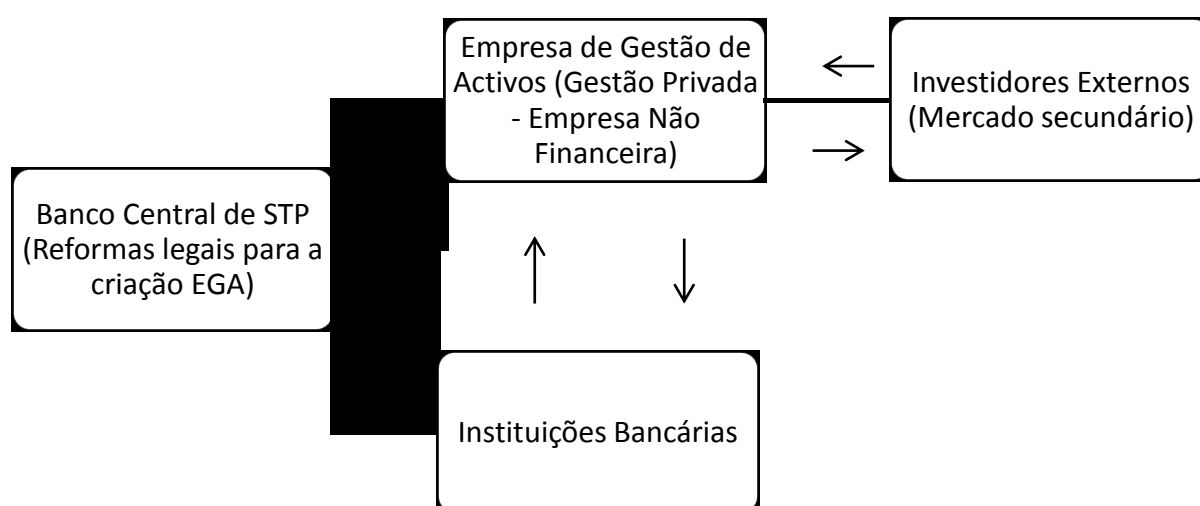 Empresa de Gestão de
Activos (Gestão Privada
- Empresa Não
Financeira)
Investidores Externos
(Mercado secundário)
Banco Central de STP
(Reformas legais para a
criação EGA)
Instituições Bancárias